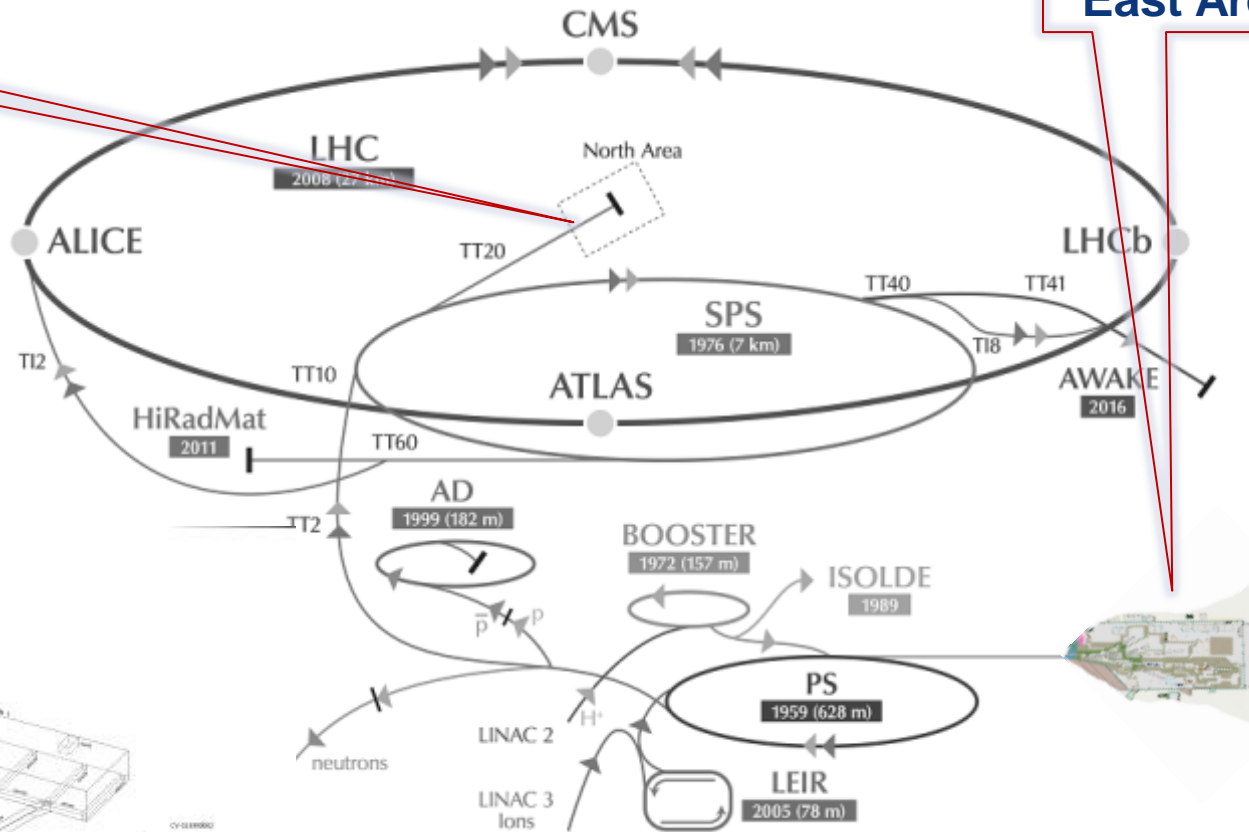 East Are
CMS
LHC
2008 (27 km)
North Area
ALICE
TT20
LHCb
TT40
TT41
SPS
1976 (7 km)
TI8
TI2
TT10
ATLAS
AWAKE
2016
HiRadMat
2011
TT60
AD
1999 (182 m)
TT2
BOOSTER
1972 (157 m)
ISOLDE
1989
p̅
p
PS
1959 (628 m)
H⁺
LINAC 2
neutrons
LEIR
2005 (78 m)
LINAC 3
Ions